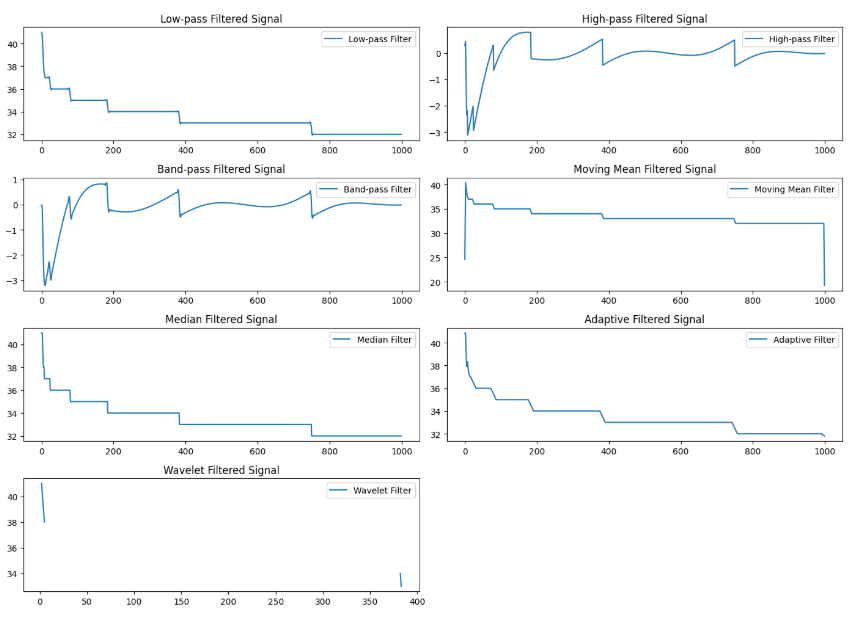 Low-pass Filtered Signal
Low-pass Filter
40
38
36
34
32
0 200 400 600 800 1000
High-pass Filtered Signal
High-pass Filter
0
−1
−2
−3
0 200 400 600 800 1000
Band-pass Filtered Signal
Band-pass Filter
1
0
−1
−2
−3
0 200 400 600 800 1000
Moving Mean Filtered Signal
Moving Mean Filter
40
35
30
25
20
0 200 400 600 800 1000
Median Filtered Signal
Median Filter
40
38
36
34
32
0 200 400 600 800 1000
Adaptive Filtered Signal
Adaptive Filter
40
38
36
34
32
0 200 400 600 800 1000
Wavelet Filtered Signal
Wavelet Filter
40
38
36
34
0 50 100 150 200 250 300 350 400